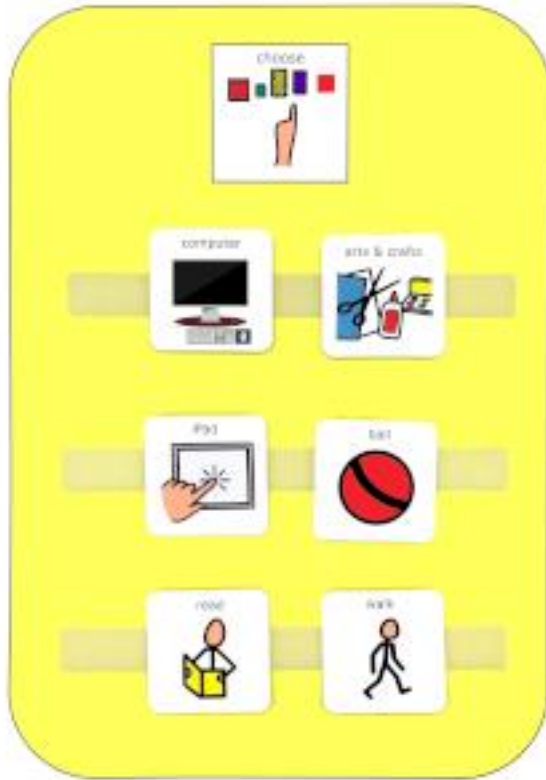 choose
computer
arts & crafts
iPad
ball
read
walk